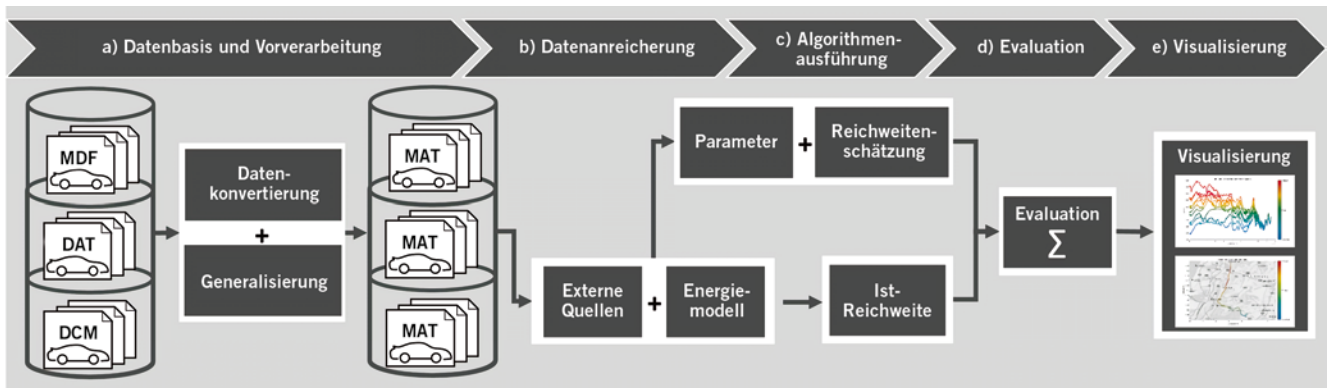 a) Datenbasis und Vorverarbeitung
b) Datenanreicherung
c) Algorithmen-
ausführung
d) Evaluation
e) Visualisierung
MDF
DAT
DCM
Daten-
konvertierung
+
Generalisierung
MAT
MAT
MAT
Externe
Quellen
+
Energie-
modell
Parameter
+
Reichweiten-
schätzung
Ist-
Reichweite
Evaluation
Σ
Visualisierung